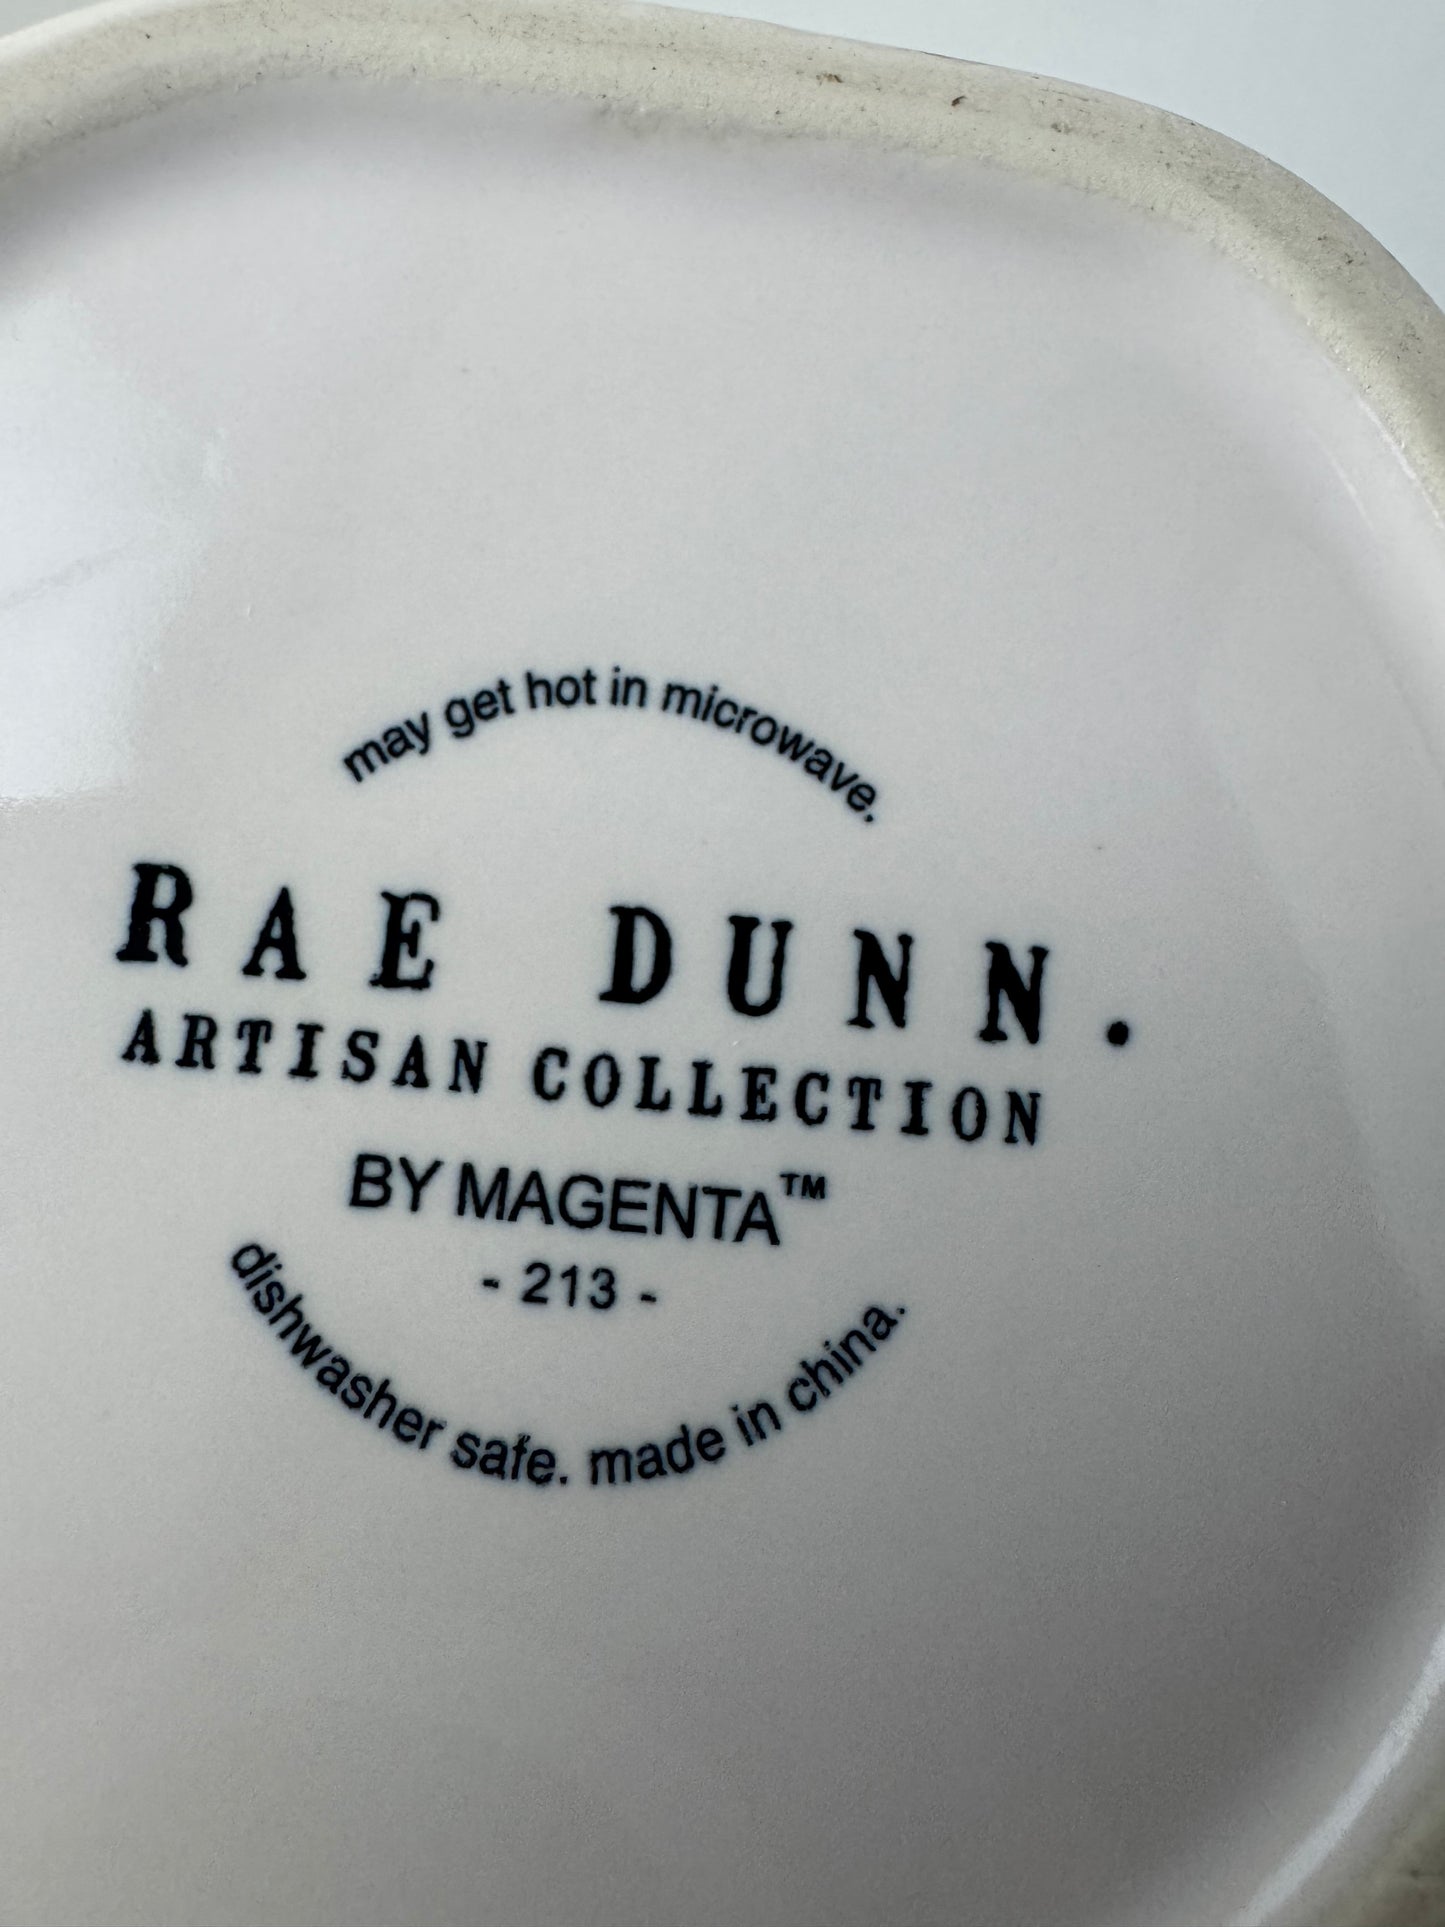 may get hot in microwave.
RAE DUNN.
ARTISAN COLLECTION
BY MAGENTA™
- 213 -
dishwasher safe. made in china.